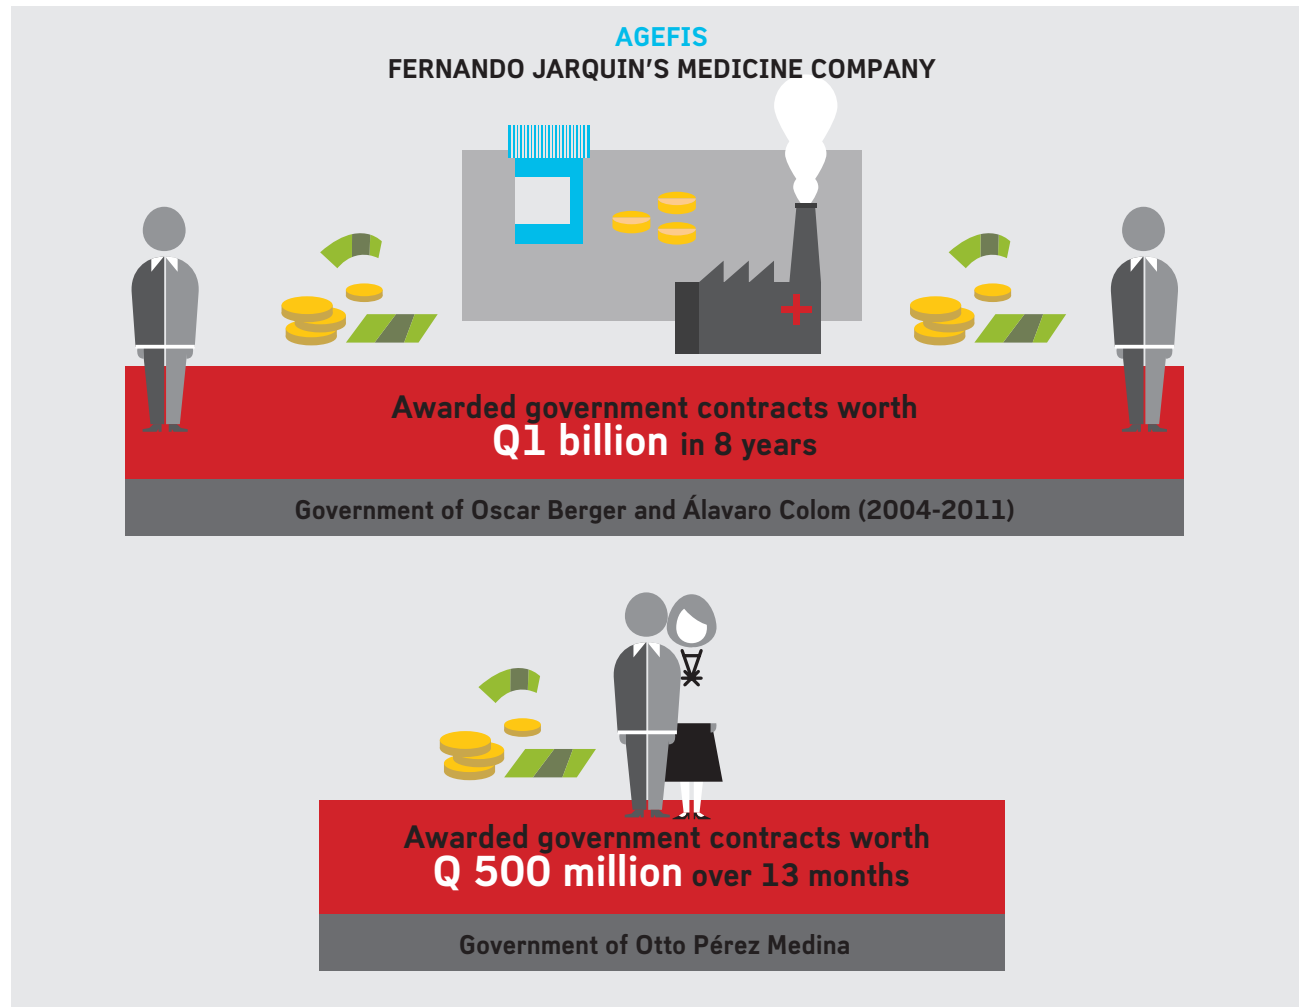 AGEFIS
FERNANDO JARQUIN'S MEDICINE COMPANY
Awarded government contracts worth
Q1 billion in 8 years
Government of Oscar Berger and Álavaro Colom (2004-2011)
Awarded government contracts worth
Q 500 million over 13 months
Government of Otto Pérez Medina